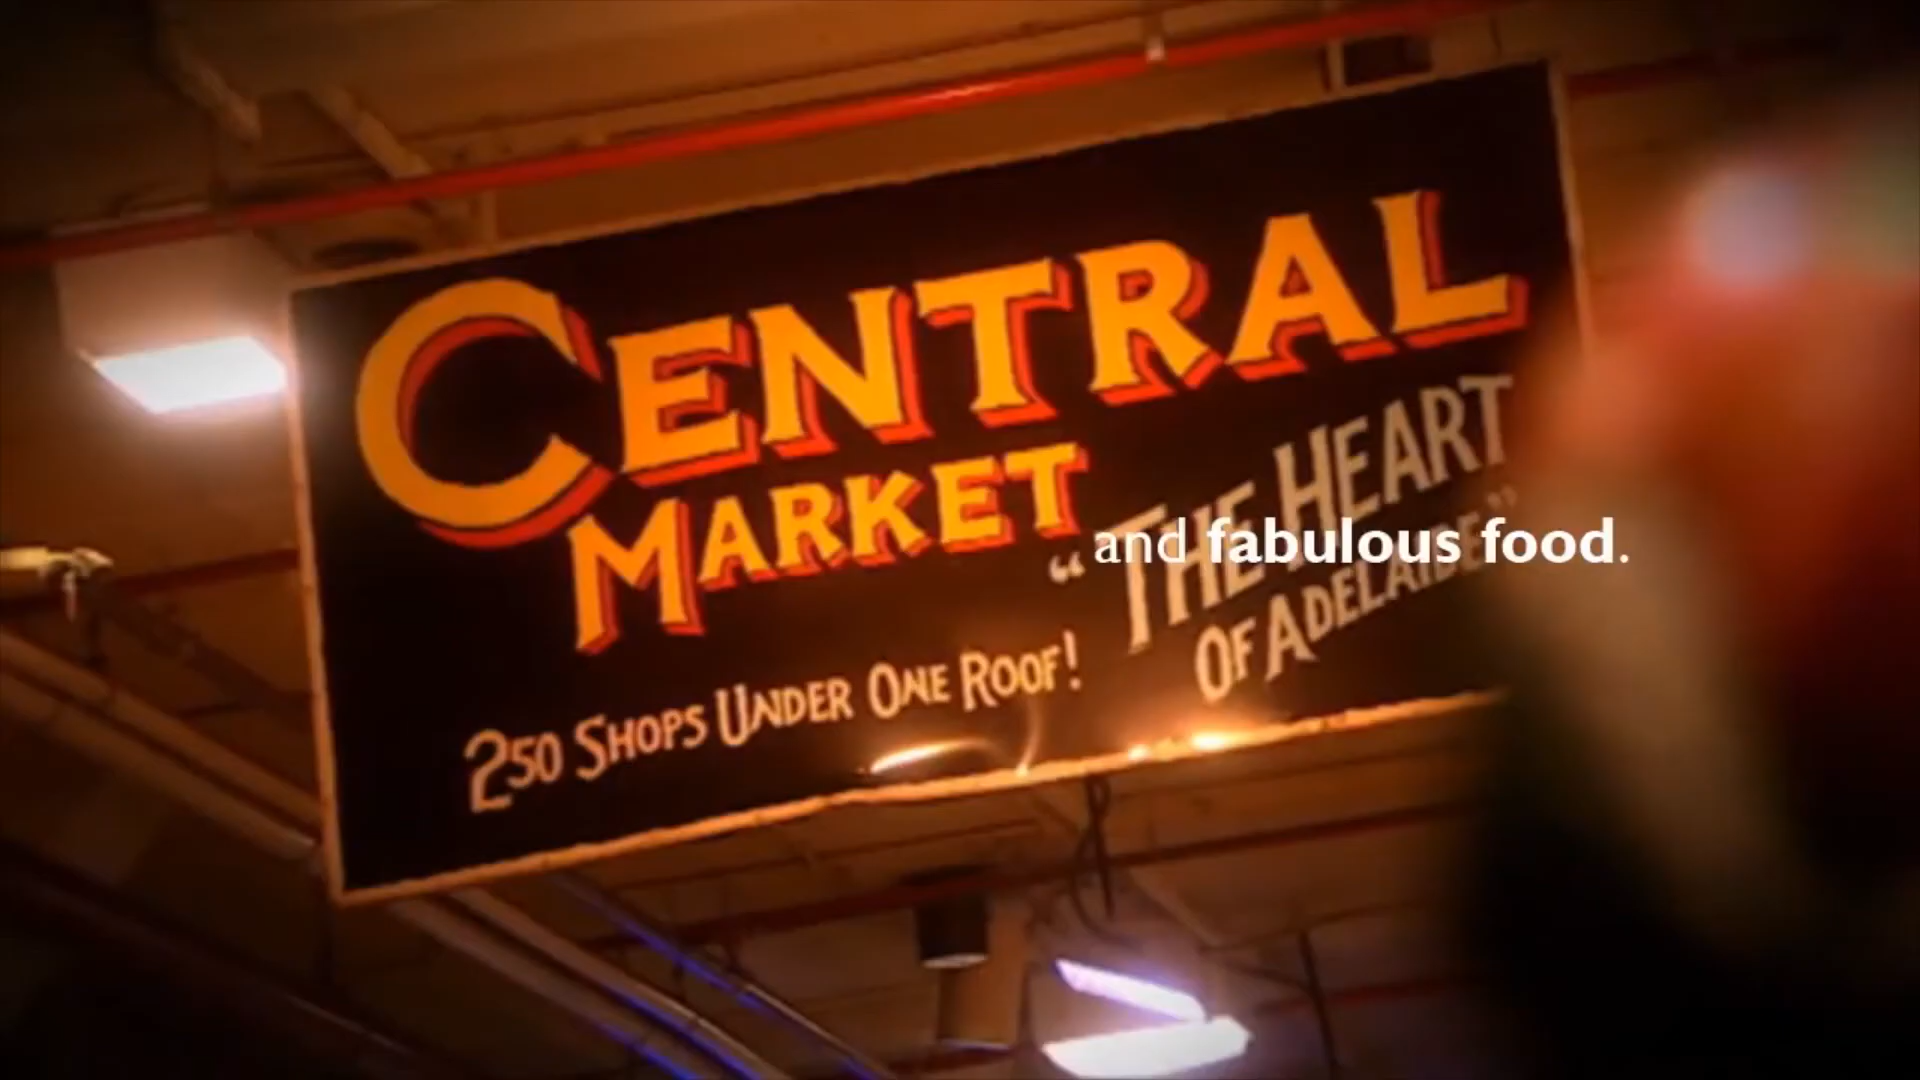 CENTRAL
MARKET
"THE HEART
OF ADELAIDE"
250 SHOPS UNDER ONE ROOF!
and fabulous food.